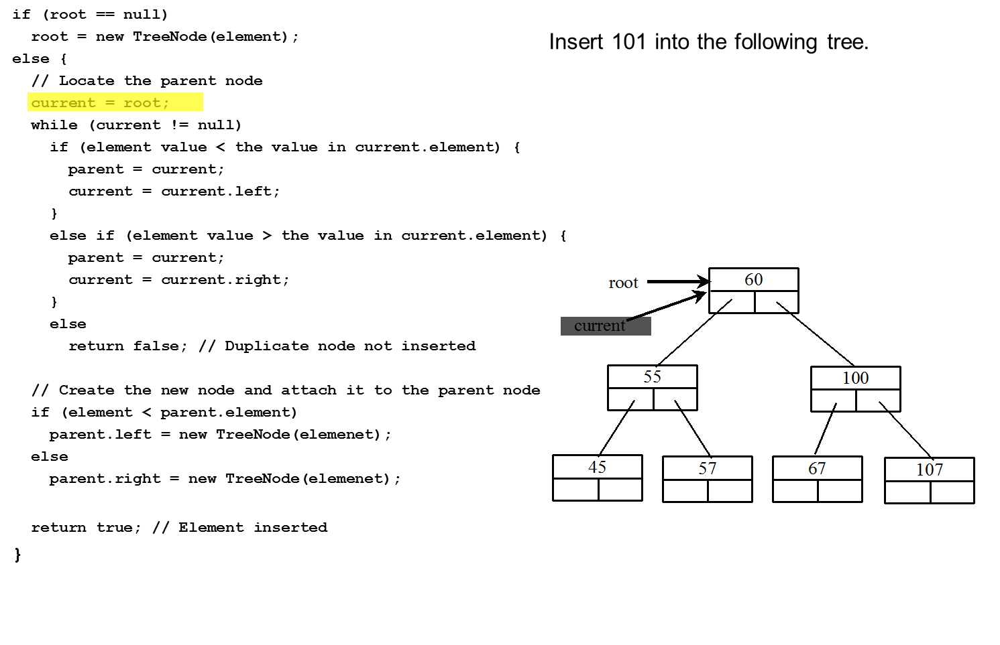 if (root == null)
root = new TreeNode(element);
else {
// Locate the parent node
current = root;
while (current != null)
if (element value < the value in current.element) {
parent = current;
current = current.left;
}
else if (element value > the value in current.element) {
parent = current;
current = current.right;
}
else
return false; // Duplicate node not inserted
// Create the new node and attach it to the parent node
if (element < parent.element)
parent.left = new TreeNode(elemenet);
else
parent.right = new TreeNode(elemenet);
return true; // Element inserted
}
Insert 101 into the following tree.
root
60
current
55
100
45
57
67
107